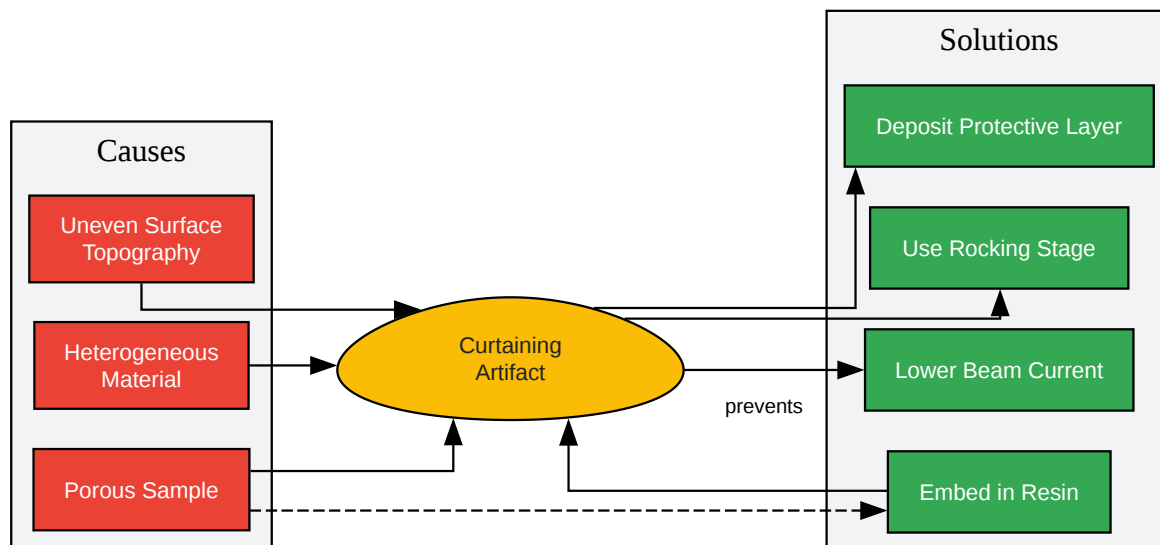 Causes
Uneven Surface
Topography
Heterogeneous
Material
Porous Sample
Curtaining
Artifact
prevents
Solutions
Deposit Protective Layer
Use Rocking Stage
Lower Beam Current
Embed in Resin